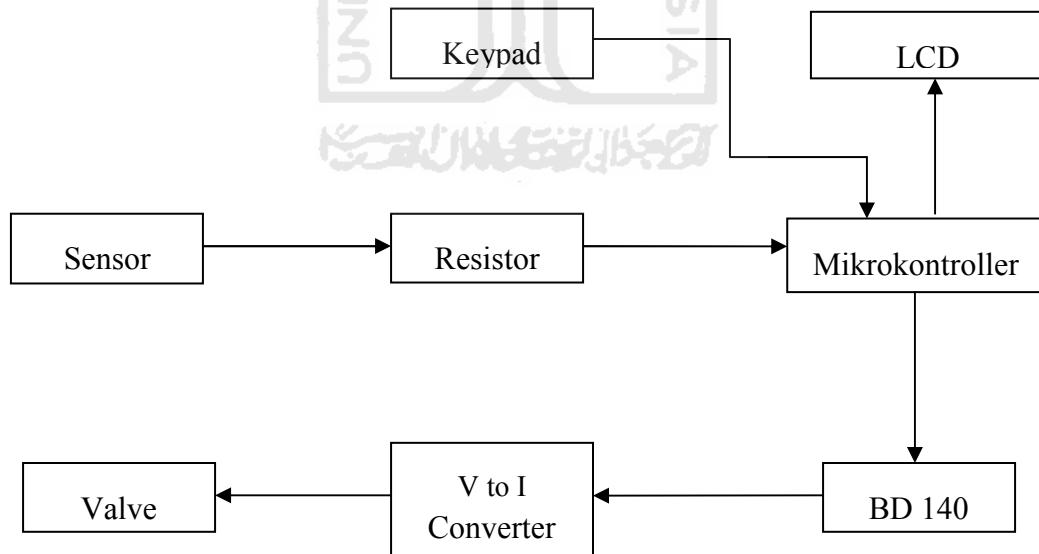 Keypad
LCD
Sensor
Resistor
Mikrokontroller
Valve
V to I
Converter
BD 140